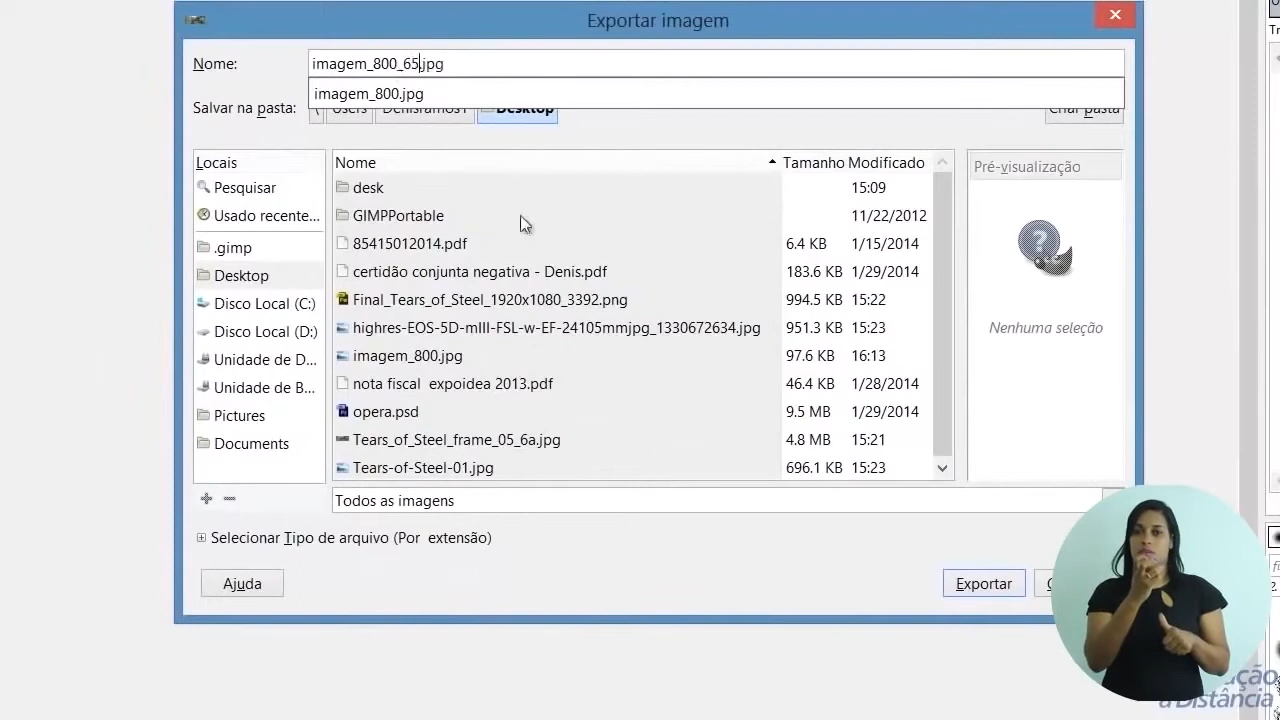 Exportar imagem
Nome:
imagem_800_65.jpg
imagem_800.jpg
Salvar na pasta:
Users
Denisramos1
Desktop
Criar pasta
Locais
Pesquisar
Usado recente...
.gimp
Desktop
Disco Local (C:)
Disco Local (D:)
Unidade de D...
Unidade de B...
Pictures
Documents
Nome Tamanho Modificado
desk 15:09
GIMPPortable 11/22/2012
85415012014.pdf 6.4 KB 1/15/2014
certidão conjunta negativa - Denis.pdf 183.6 KB 1/29/2014
Final_Tears_of_Steel_1920x1080_3392.png 994.5 KB 15:22
highres-EOS-5D-mIII-FSL-w-EF-24105mmjpg_1330672634.jpg 951.3 KB 15:23
imagem_800.jpg 97.6 KB 16:13
nota fiscal expoidea 2013.pdf 46.4 KB 1/28/2014
opera.psd 9.5 MB 1/29/2014
Tears_of_Steel_frame_05_6a.jpg 4.8 MB 15:21
Tears-of-Steel-01.jpg 696.1 KB 15:23
Pré-visualização
Nenhuma seleção
Todos as imagens
Selecionar Tipo de arquivo (Por extensão)
Ajuda
Exportar
a Distância